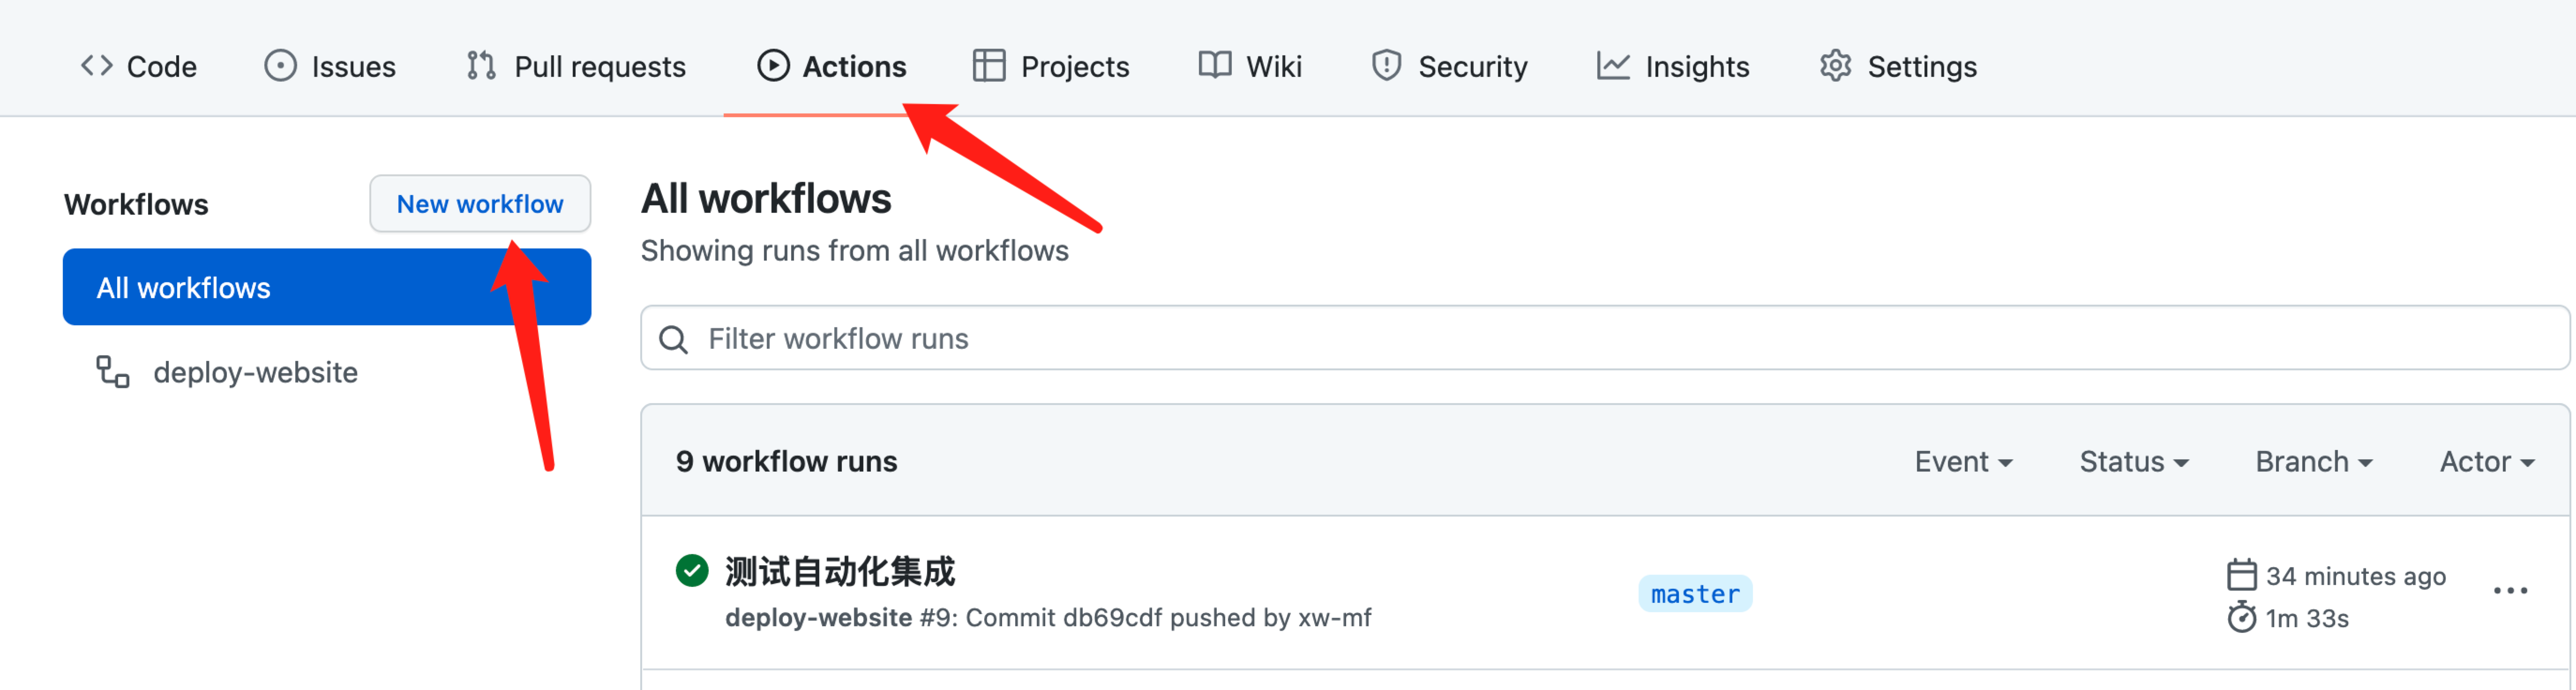 Code Issues Pull requests Actions Projects Wiki Security Insights Settings
Workflows New workflow
All workflows
deploy-website
All workflows
Showing runs from all workflows
Filter workflow runs
9 workflow runs Event Status Branch Actor
测试自动化集成
deploy-website #9: Commit db69cdf pushed by xw-mf
master
34 minutes ago
1m 33s